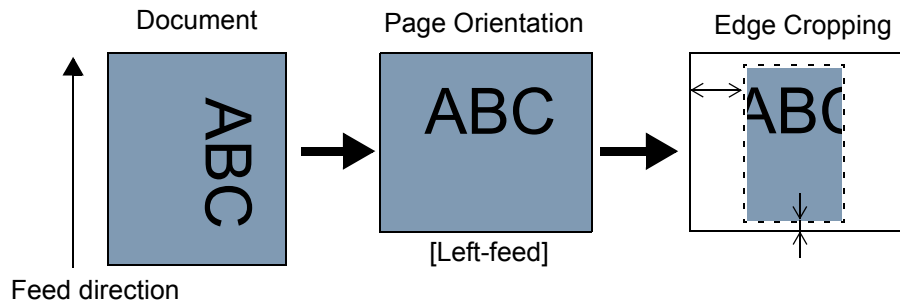 Document
Page Orientation
Edge Cropping
ABC
ABC
ABC
[Left-feed]
Feed direction